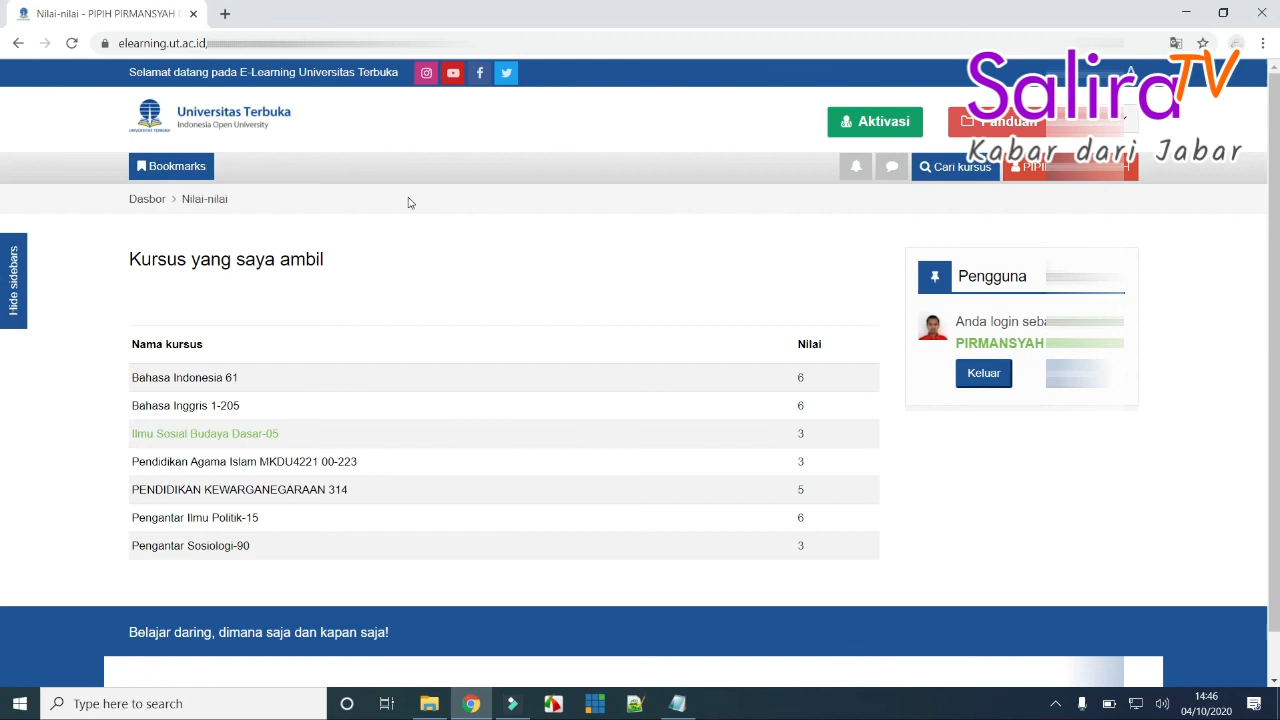 Nilai-nilai - PIPIH PIRMANSYAH
elearning.ut.ac.id
Selamat datang pada E-Learning Universitas Terbuka
Salira TV
Kabar dari Jabar
Universitas Terbuka
Indonesia Open University
Aktivasi
Panduan
Bookmarks
Cari kursus
Dasbor > Nilai-nilai
Hide sidebars
Kursus yang saya ambil
Nama kursus Nilai
Bahasa Indonesia 61 6
Bahasa Inggris 1-205 6
Ilmu Sosial Budaya Dasar-05 3
Pendidikan Agama Islam MKDU4221 00-223 3
PENDIDIKAN KEWARGANEGARAAN 314 5
Pengantar Ilmu Politik-15 6
Pengantar Sosiologi-90 3
Pengguna
Anda login
PIRMANSYAH
Keluar
Belajar daring, dimana saja dan kapan saja!
Type here to search
14:46
04/10/2020